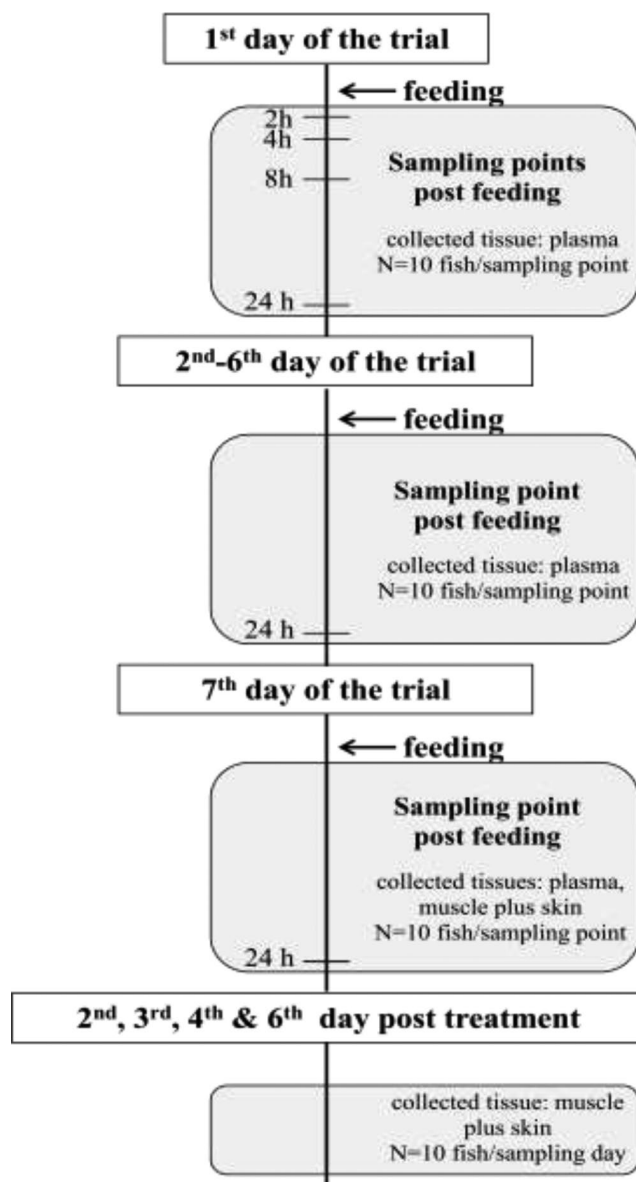 1st day of the trial
feeding
2h
4h
8h
Sampling points
post feeding
collected tissue: plasma
N=10 fish/sampling point
24 h
2nd-6th day of the trial
feeding
Sampling point
post feeding
collected tissue: plasma
N=10 fish/sampling point
24 h
7th day of the trial
feeding
Sampling point
post feeding
collected tissues: plasma,
muscle plus skin
N=10 fish/sampling point
24 h
2nd, 3rd, 4th & 6th day post treatment
collected tissue: muscle
plus skin
N=10 fish/sampling day